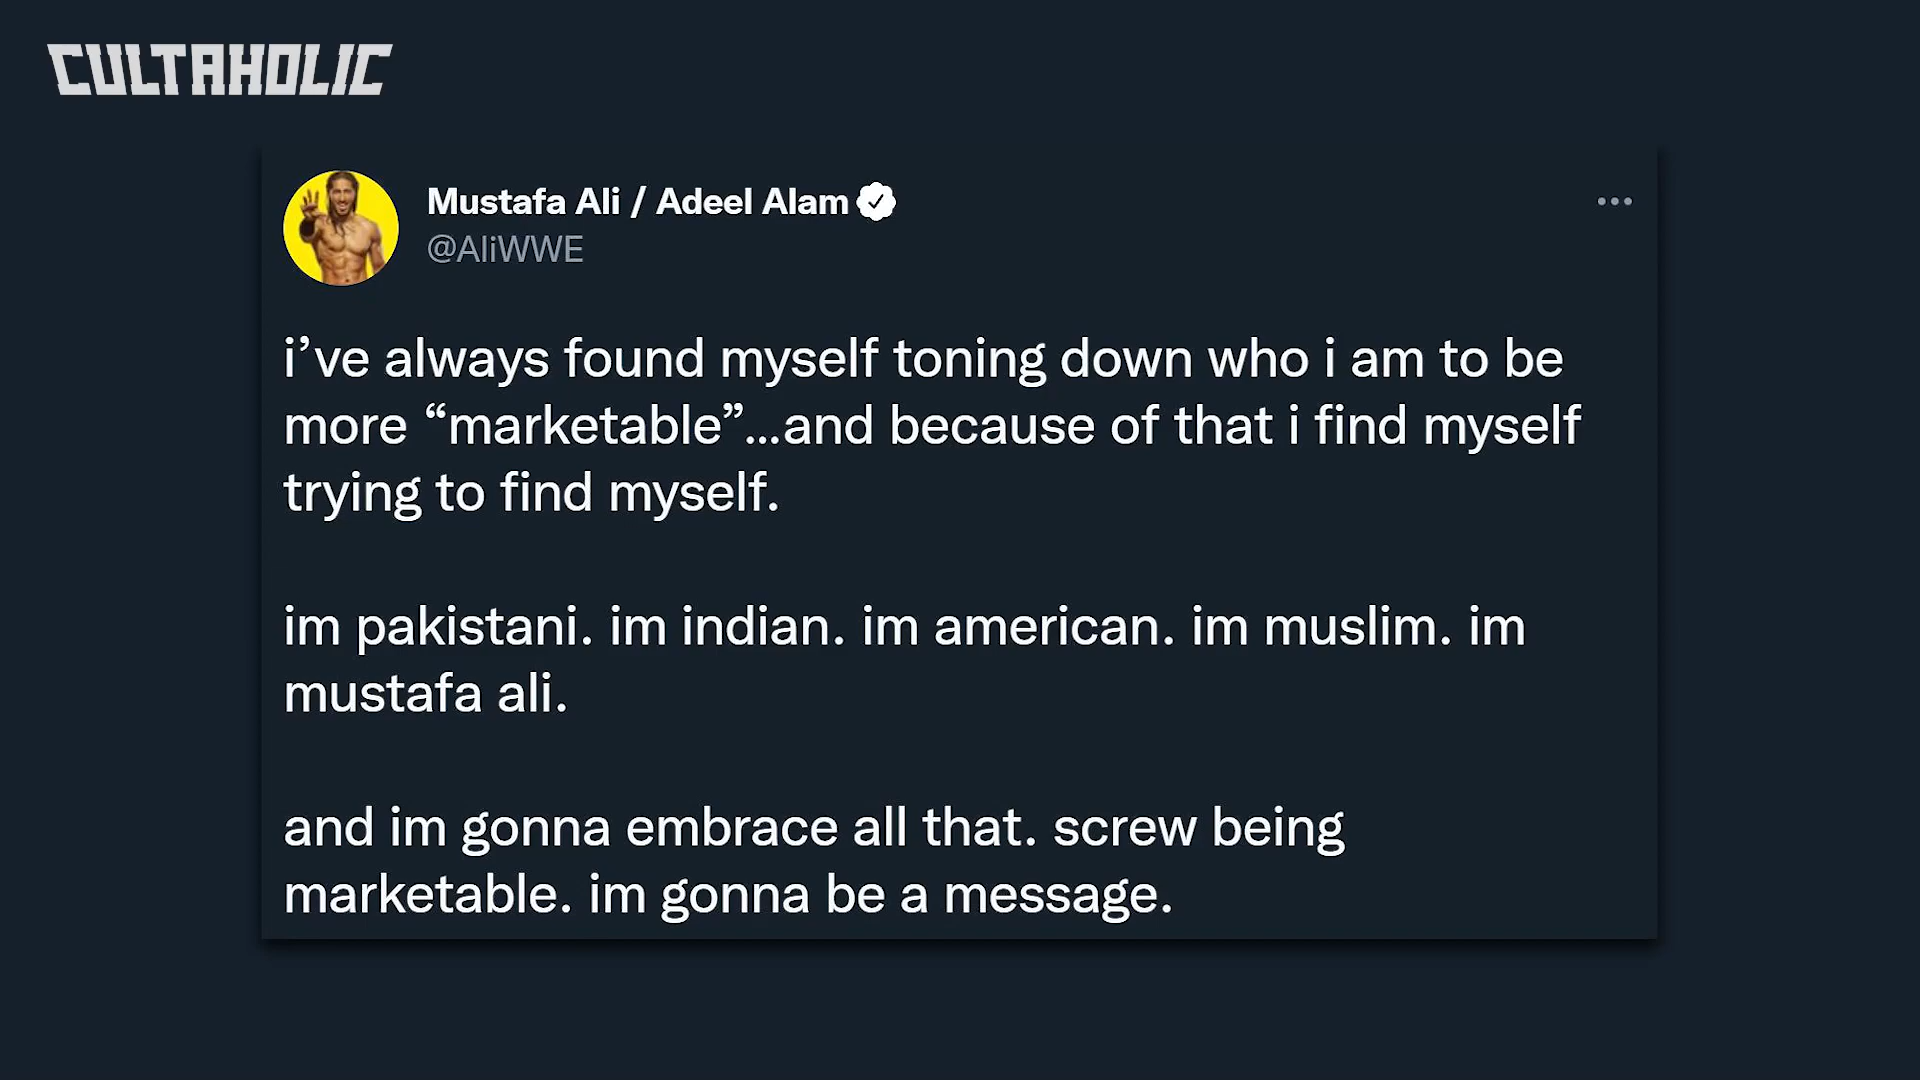 CULTAHOLIC
Mustafa Ali / Adeel Alam
@AliWWE
i’ve always found myself toning down who i am to be
more “marketable”...and because of that i find myself
trying to find myself.
im pakistani. im indian. im american. im muslim. im
mustafa ali.
and im gonna embrace all that. screw being
marketable. im gonna be a message.